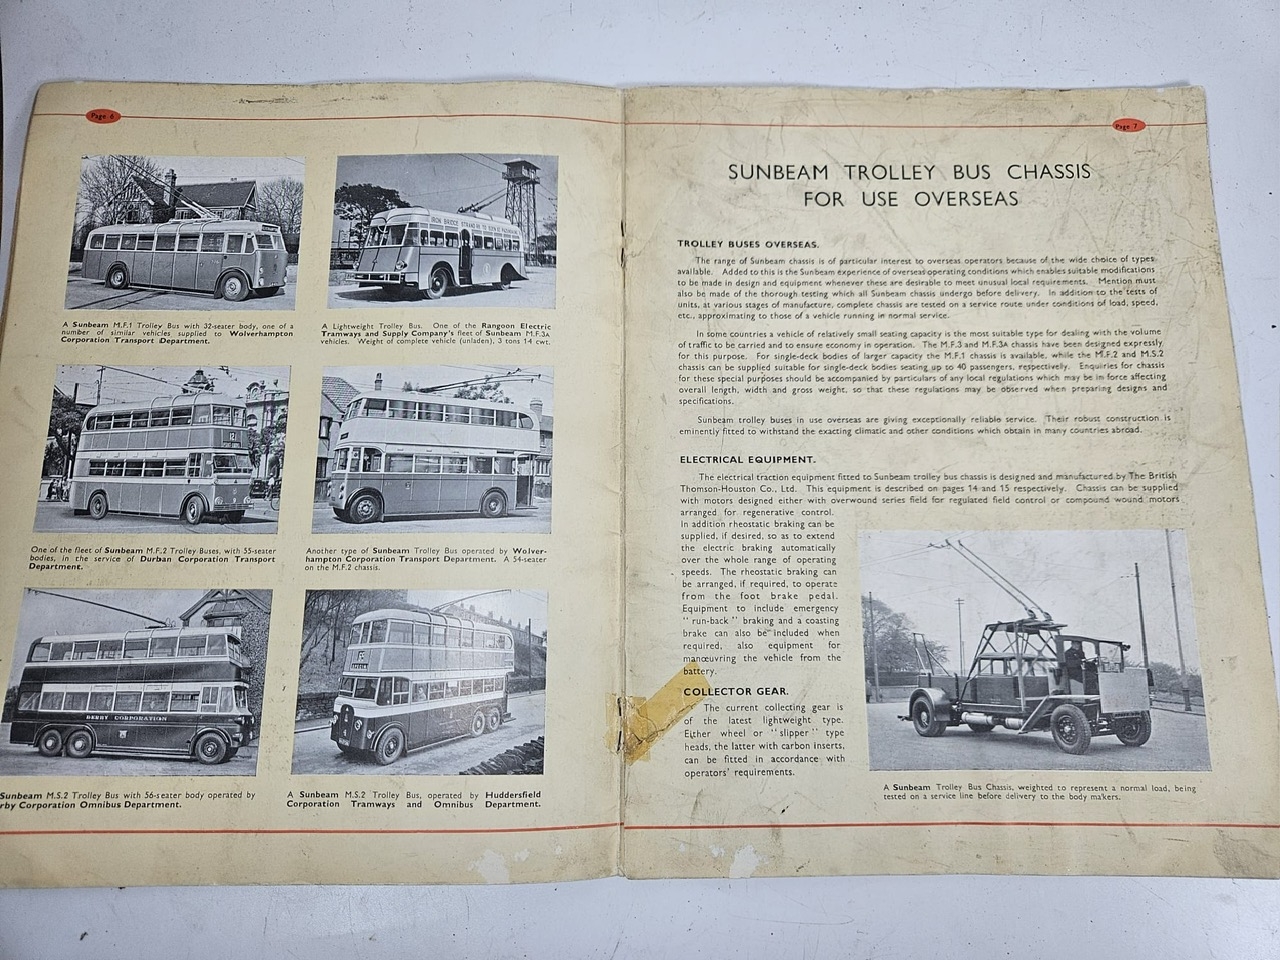 Page 6
A Sunbeam M.F.1 Trolley Bus with 32-seater body, one of a
number of similar vehicles supplied to Wolverhampton
Corporation Transport Department.
IRON BRIDGE STRAND RD TO
A Lightweight Trolley Bus. One of the Rangoon Electric
Tramways and Supply Company's fleet of Sunbeam M.F.3A
vehicles. Weight of complete vehicle (unladen), 3 tons 14 cwt.
One of the fleet of Sunbeam M.F.2 Trolley Buses, with 55-seater
bodies, in the service of Durban Corporation Transport
Department.
Another type of Sunbeam Trolley Bus operated by Wolver-
hampton Corporation Transport Department. A 54-seater
on the M.F.2 chassis.
DERBY CORPORATION
Sunbeam M.S.2 Trolley Bus with 56-seater body operated by
rby Corporation Omnibus Department.
A Sunbeam M.S.2 Trolley Bus, operated by Huddersfield
Corporation Tramways and Omnibus Department.
Page 7
SUNBEAM TROLLEY BUS CHASSIS
FOR USE OVERSEAS
TROLLEY BUSES OVERSEAS.
The range of Sunbeam chassis is of particular interest to overseas operators because of the wide choice of types
available. Added to this is the Sunbeam experience of overseas operating conditions which enables suitable modifications
to be made in design and equipment whenever these are desirable to meet unusual local requirements. Mention must
also be made of the thorough testing which all Sunbeam chassis undergo before delivery. In addition to the tests of
units, at various stages of manufacture, complete chassis are tested on a service route under conditions of load, speed,
etc., approximating to those of a vehicle running in normal service.
In some countries a vehicle of relatively small seating capacity is the most suitable type for dealing with the volume
of traffic to be carried and to ensure economy in operation. The M.F.3 and M.F.3A chassis have been designed expressly
for this purpose. For single-deck bodies of larger capacity the M.F.1 chassis is available, while the M.F.2 and M.S.2
chassis can be supplied suitable for single-deck bodies seating up to 40 passengers, respectively. Enquiries for chassis
for these special purposes should be accompanied by particulars of any local regulations which may be in force affecting
overall length, width and gross weight, so that these regulations may be observed when preparing designs and
specifications.
Sunbeam trolley buses in use overseas are giving exceptionally reliable service. Their robust construction is
eminently fitted to withstand the exacting climatic and other conditions which obtain in many countries abroad.
ELECTRICAL EQUIPMENT.
The electrical traction equipment fitted to Sunbeam trolley bus chassis is designed and manufactured by The British
Thomson-Houston Co., Ltd. This equipment is described on pages 14 and 15 respectively. Chassis can be supplied
with motors designed either with overwound series field for regulated field control or compound wound motors
arranged for regenerative control.
In addition rheostatic braking can be
supplied, if desired, so as to extend
the electric braking automatically
over the whole range of operating
speeds. The rheostatic braking can
be arranged, if required, to operate
from the foot brake pedal.
Equipment to include emergency
"run-back" braking and a coasting
brake can also be included when
required, also equipment for
manœuvring the vehicle from the
battery.
COLLECTOR GEAR.
The current collecting gear is
of the latest lightweight type.
Either wheel or "slipper" type
heads, the latter with carbon inserts,
can be fitted in accordance with
operators' requirements.
A Sunbeam Trolley Bus Chassis, weighted to represent a normal load, being
tested on a service line before delivery to the body makers.